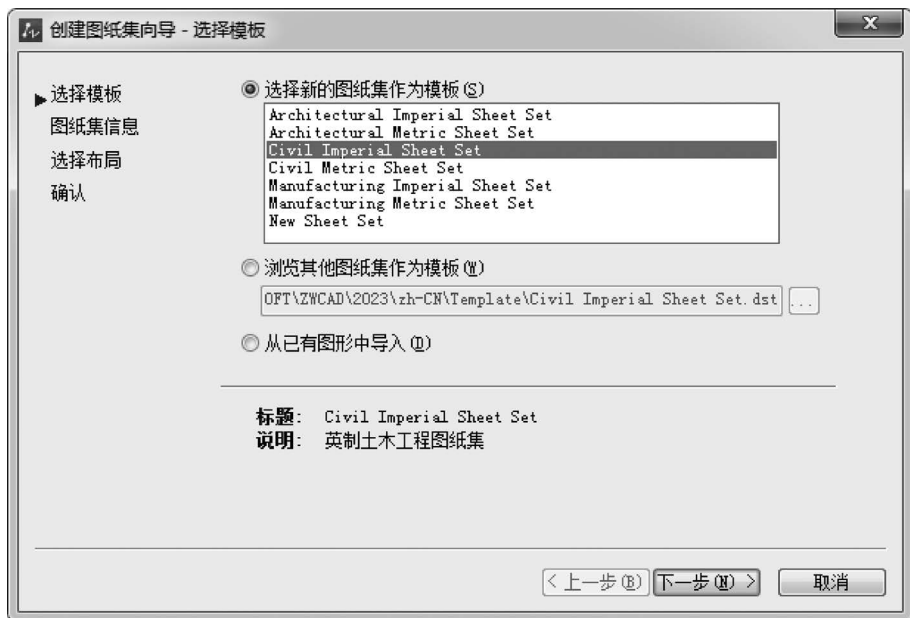 创建图纸集向导 - 选择模板
选择模板
图纸集信息
选择布局
确认
选择新的图纸集作为模板(S)
Architectural Imperial Sheet Set
Architectural Metric Sheet Set
Civil Imperial Sheet Set
Civil Metric Sheet Set
Manufacturing Imperial Sheet Set
Manufacturing Metric Sheet Set
New Sheet Set
浏览其他图纸集作为模板(W)
OFT\ZWCAD\2023\zh-CN\Template\Civil Imperial Sheet Set.dst ...
从已有图形中导入(D)
标题: Civil Imperial Sheet Set
说明: 英制土木工程图纸集
< 上一步(B) 下一步(N) > 取消